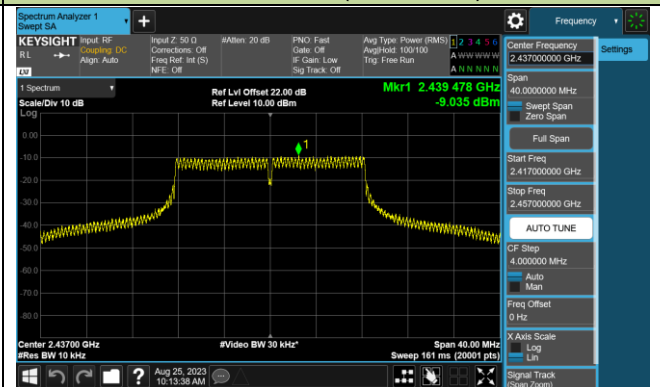 Spectrum Analyzer 1
Swept SA
Frequency
KEYSIGHT
RL
LXI
Input: RF
Coupling: DC
Align: Auto
Input Z: 50 Ω
Corrections: Off
Freq Ref: Int (S)
NFE: Off
#Atten: 20 dB
PNO: Fast
Gate: Off
IF Gain: Low
Sig Track: Off
Avg Type: Power (RMS)
Avg|Hold: 100/100
Trig: Free Run
1 2 3 4 5 6
A W W W W W
A N N N N N
1 Spectrum
Scale/Div 10 dB
Log
Ref Lvl Offset 22.00 dB
Ref Level 10.00 dBm
Mkr1 2.439 478 GHz
-9.035 dBm
1
0.00
-10.0
-20.0
-30.0
-40.0
-50.0
-60.0
-70.0
-80.0
Center 2.43700 GHz
#Res BW 10 kHz
#Video BW 30 kHz*
Span 40.00 MHz
Sweep 161 ms (20001 pts)
Aug 25, 2023
10:13:38 AM
Center Frequency
2.437000000 GHz
Settings
Span
40.0000000 MHz
Swept Span
Zero Span
Full Span
Start Freq
2.417000000 GHz
Stop Freq
2.457000000 GHz
AUTO TUNE
CF Step
4.000000 MHz
Auto
Man
Freq Offset
0 Hz
X Axis Scale
Log
Lin
Signal Track
(Span Zoom)